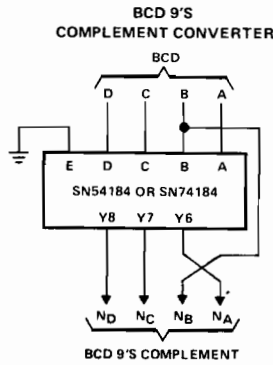 BCD 9'S
COMPLEMENT CONVERTER
BCD
D C B A
E D C B A
SN54184 OR SN74184
Y8 Y7 Y6
ND NC NB NA
BCD 9'S COMPLEMENT